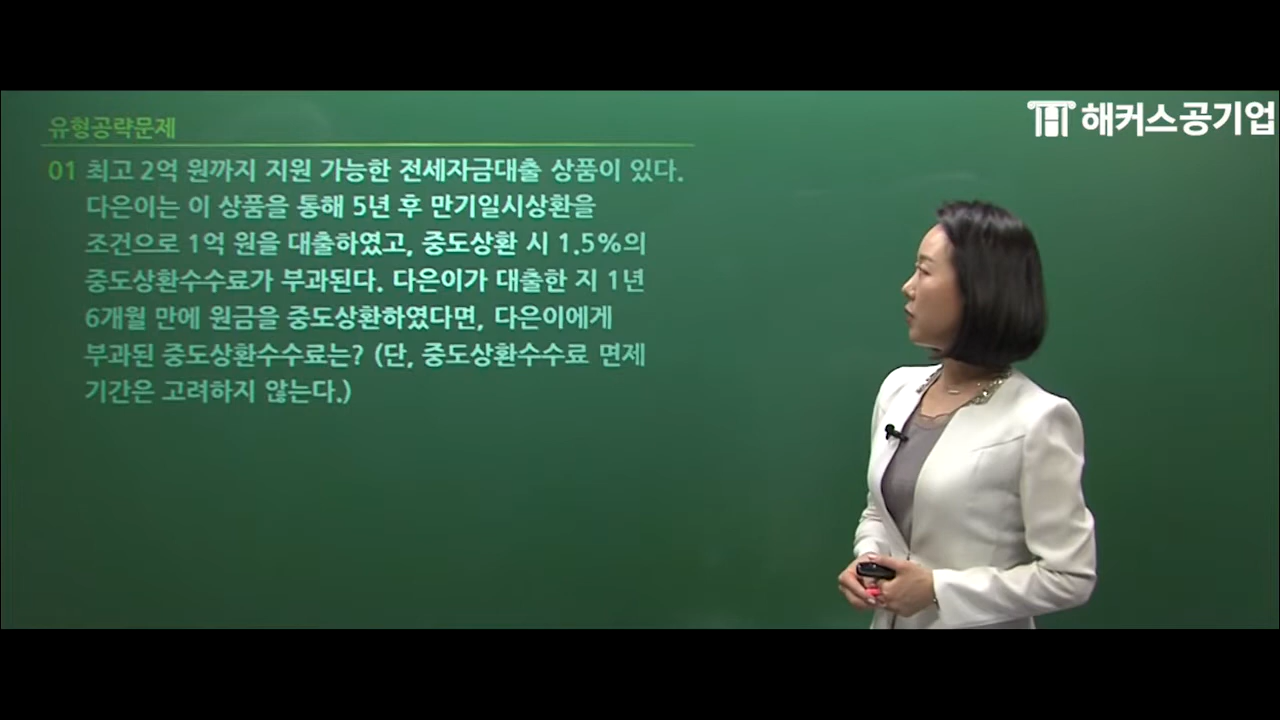 해커스공기업
유형공략문제
01 최고 2억 원까지 지원 가능한 전세자금대출 상품이 있다.
다은이는 이 상품을 통해 5년 후 만기일시상환을
조건으로 1억 원을 대출하였고, 중도상환 시 1.5%의
중도상환수수료가 부과된다. 다은이가 대출한 지 1년
6개월 만에 원금을 중도상환하였다면, 다은이에게
부과된 중도상환수수료는? (단, 중도상환수수료 면제
기간은 고려하지 않는다.)